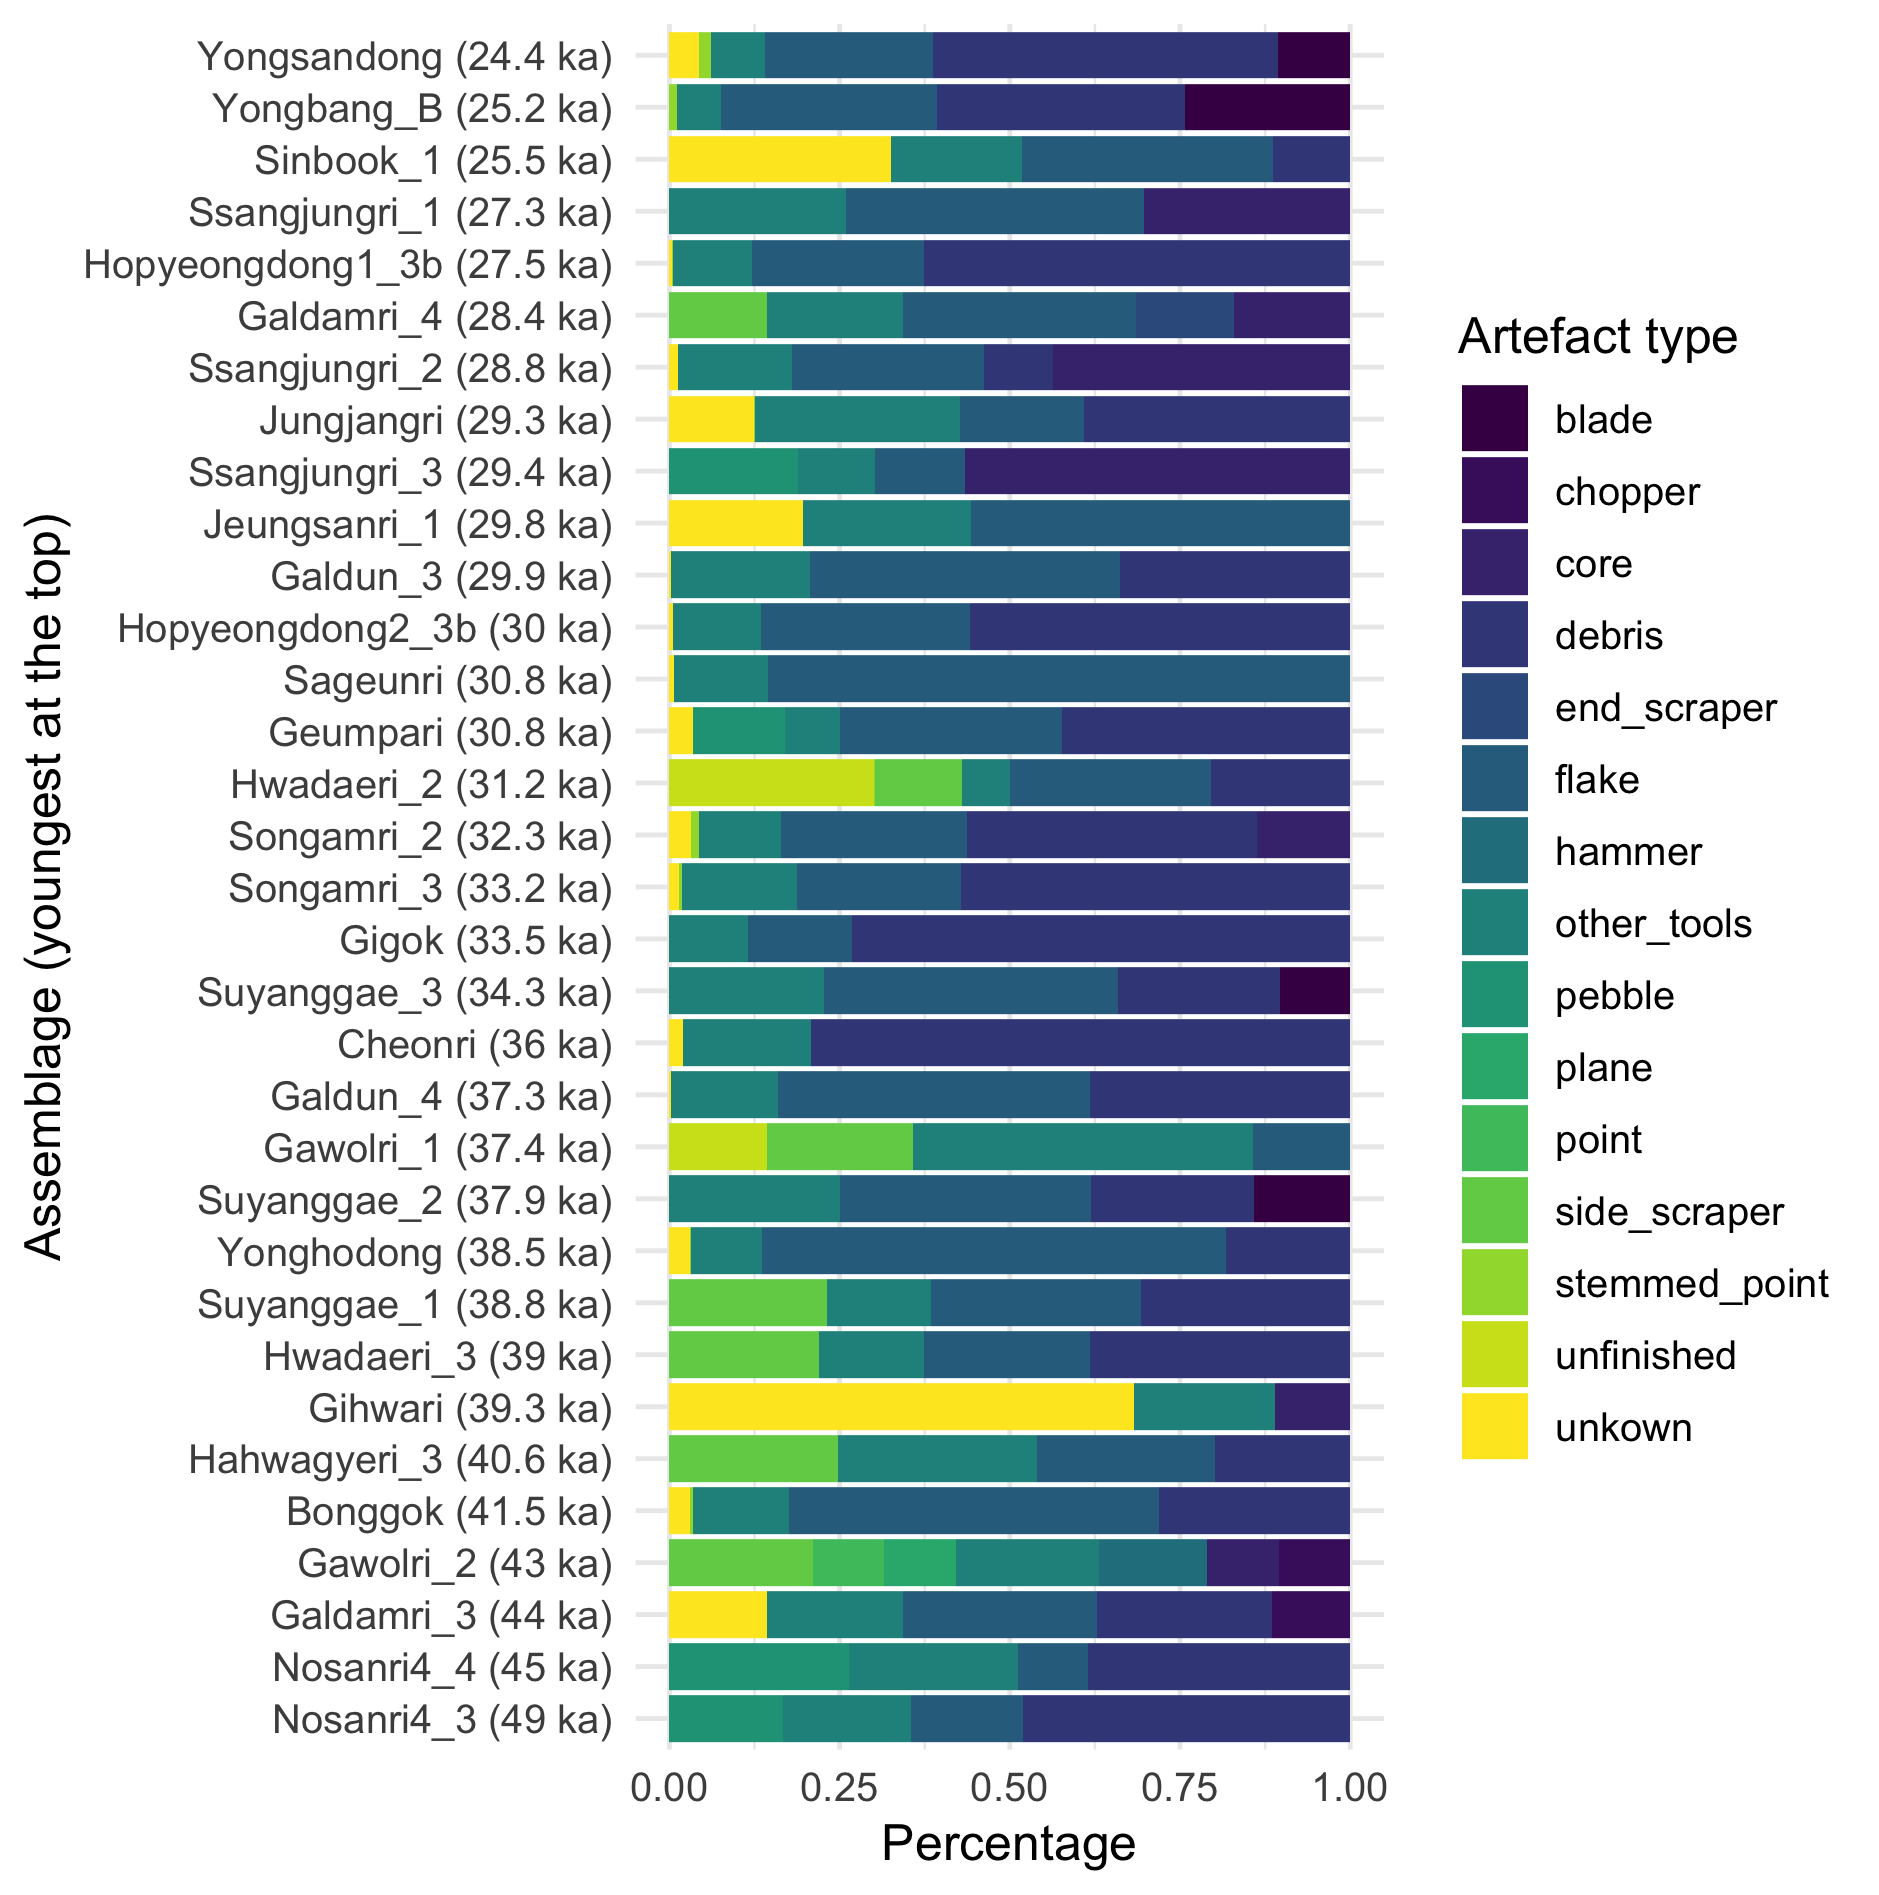 Assemblage (youngest at the top)
Yongsandong (24.4 ka)
Yongbang_B (25.2 ka)
Sinbook_1 (25.5 ka)
Ssangjungri_1 (27.3 ka)
Hopyeongdong1_3b (27.5 ka)
Galdamri_4 (28.4 ka)
Ssangjungri_2 (28.8 ka)
Jungjangri (29.3 ka)
Ssangjungri_3 (29.4 ka)
Jeungsanri_1 (29.8 ka)
Galdun_3 (29.9 ka)
Hopyeongdong2_3b (30 ka)
Sageunri (30.8 ka)
Geumpari (30.8 ka)
Hwadaeri_2 (31.2 ka)
Songamri_2 (32.3 ka)
Songamri_3 (33.2 ka)
Gigok (33.5 ka)
Suyanggae_3 (34.3 ka)
Cheonri (36 ka)
Galdun_4 (37.3 ka)
Gawolri_1 (37.4 ka)
Suyanggae_2 (37.9 ka)
Yonghodong (38.5 ka)
Suyanggae_1 (38.8 ka)
Hwadaeri_3 (39 ka)
Gihwari (39.3 ka)
Hahwagyeri_3 (40.6 ka)
Bonggok (41.5 ka)
Gawolri_2 (43 ka)
Galdamri_3 (44 ka)
Nosanri4_4 (45 ka)
Nosanri4_3 (49 ka)
0.00 0.25 0.50 0.75 1.00
Percentage
Artefact type
blade
chopper
core
debris
end_scraper
flake
hammer
other_tools
pebble
plane
point
side_scraper
stemmed_point
unfinished
unkown